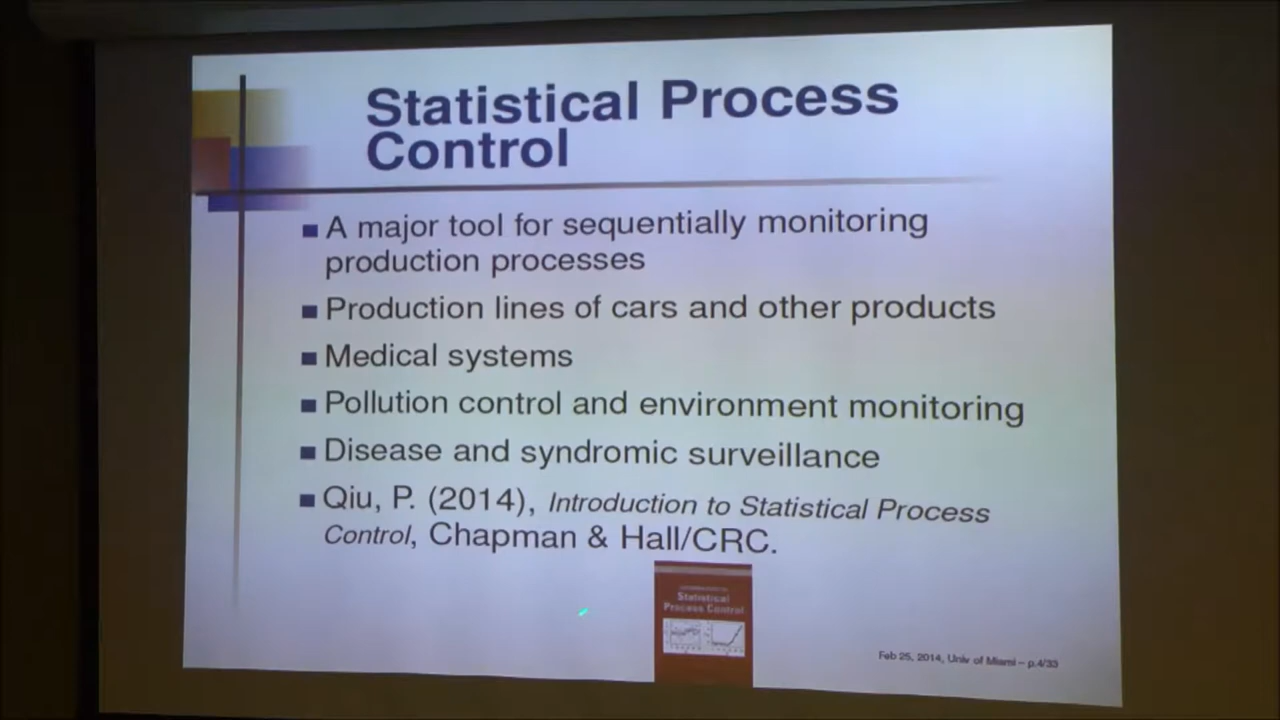 Statistical Process
Control
A major tool for sequentially monitoring
production processes
Production lines of cars and other products
Medical systems
Pollution control and environment monitoring
Disease and syndromic surveillance
Qiu, P. (2014), Introduction to Statistical Process
Control, Chapman & Hall/CRC.
Statistical
Process Control
Feb 25, 2014, Univ of Miami – p.4/33